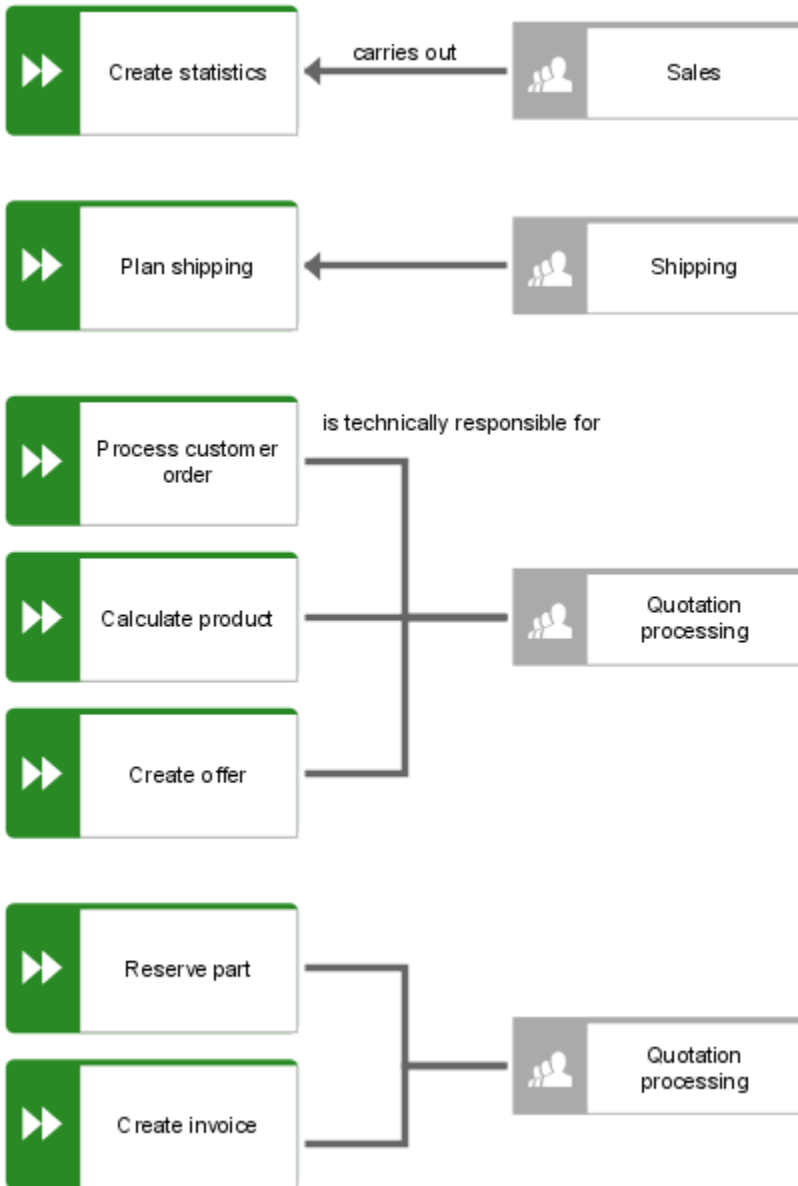 Create statistics
carries out
Sales
Plan shipping
Shipping
is technically responsible for
Process customer
order
Calculate product
Quotation
processing
Create offer
Reserve part
Quotation
processing
Create invoice